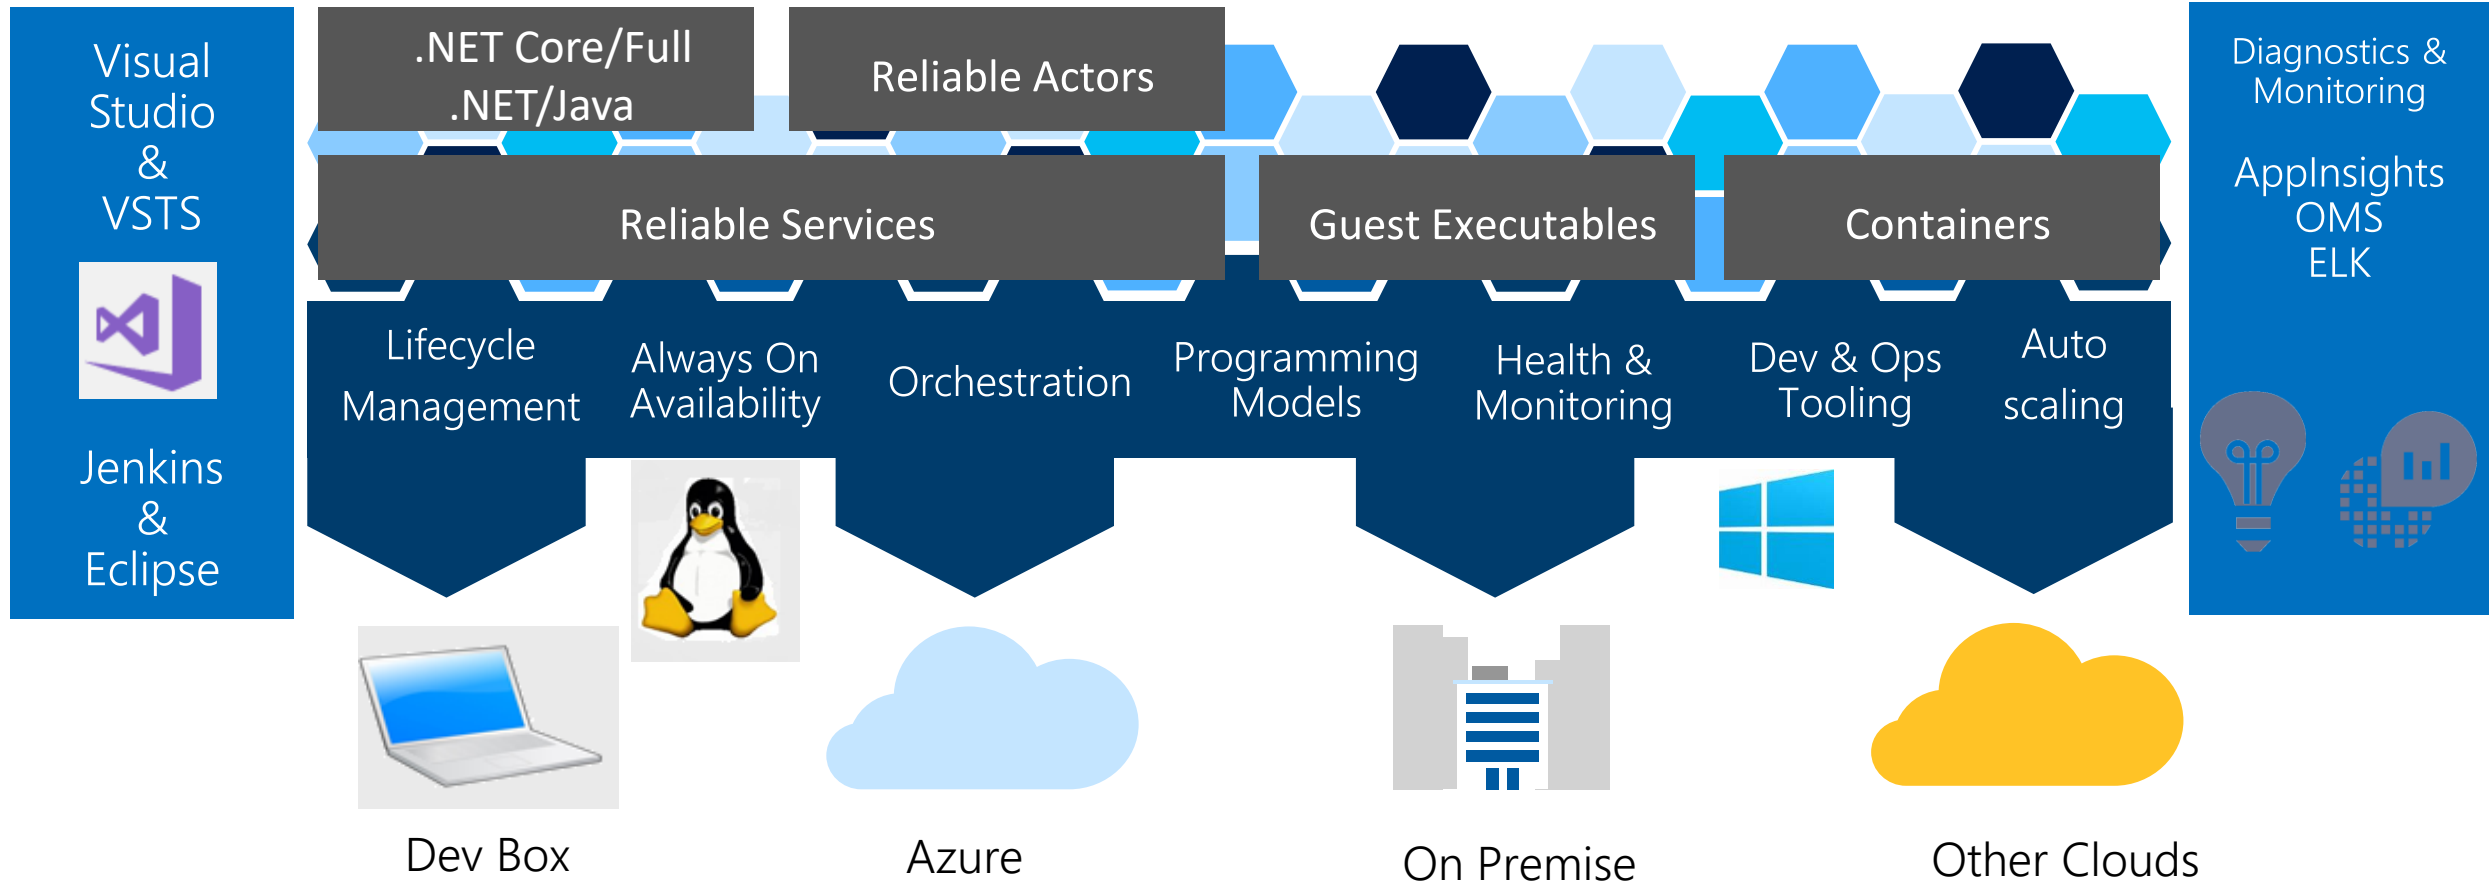 Visual
Studio
&
VSTS
Jenkins
&
Eclipse
.NET Core/Full
.NET/Java
Reliable Actors
Reliable Services
Guest Executables
Containers
Lifecycle
Management
Always On
Availability
Orchestration
Programming
Models
Health &
Monitoring
Dev & Ops
Tooling
Auto
scaling
Dev Box
Azure
On Premise
Other Clouds
Diagnostics &
Monitoring
AppInsights
OMS
ELK